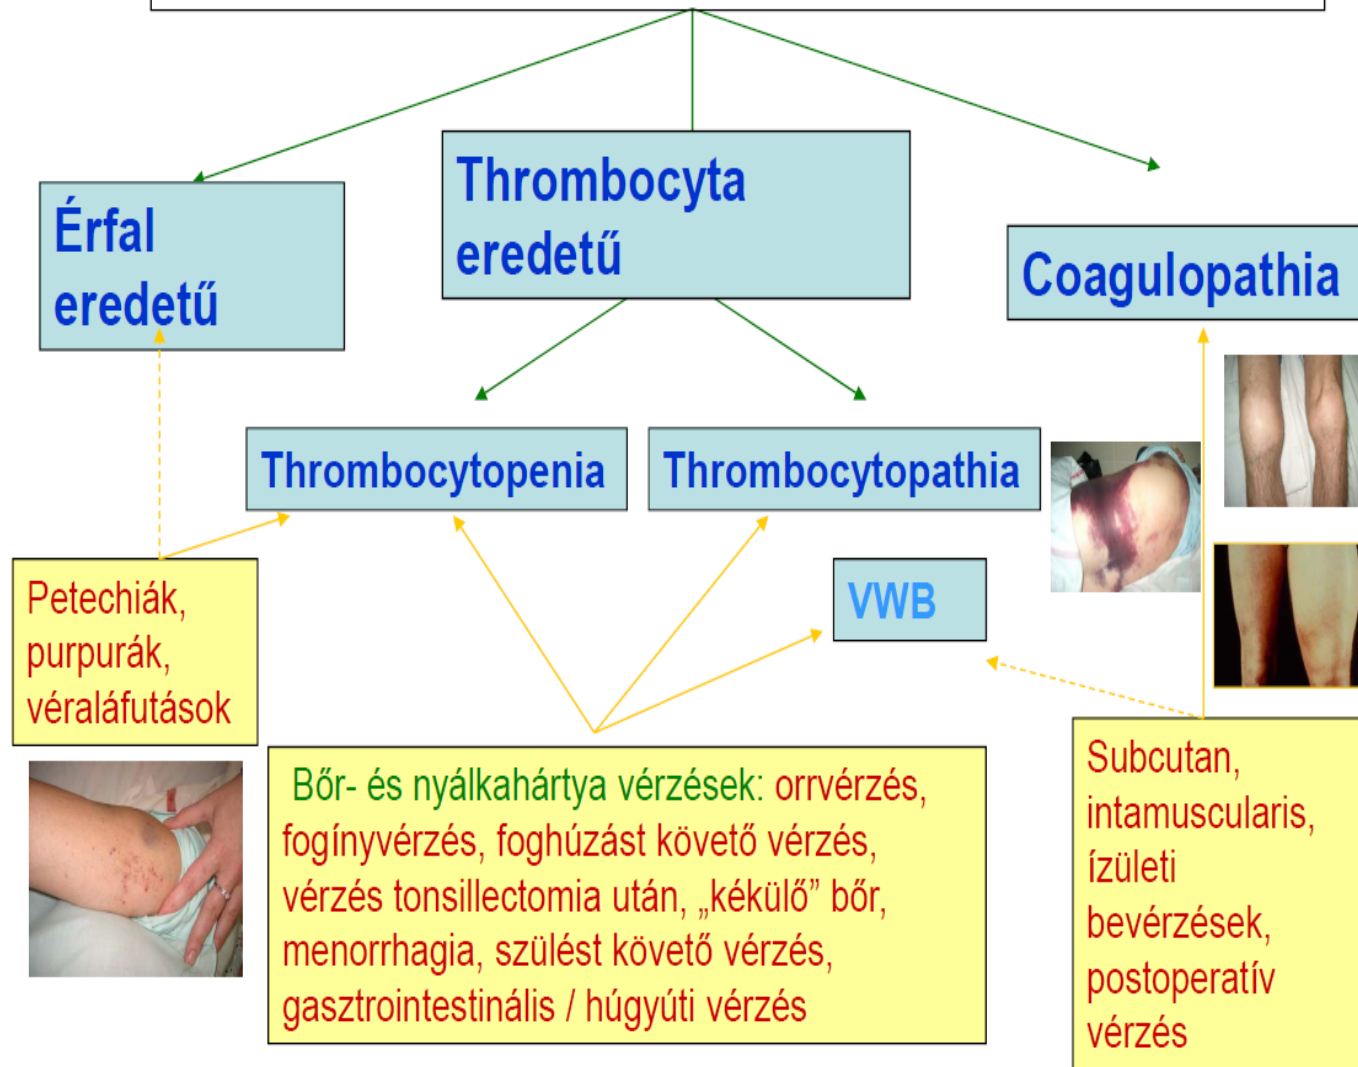 Érfal
eredetű
Thrombocyta
eredetű
Coagulopathia
Thrombocytopenia
Thrombocytopathia
VWB
Petechiák,
purpurák,
véraláfutások
Bőr- és nyálkahártya vérzések: orrvérzés,
fogínyvérzés, foghúzást követő vérzés,
vérzés tonsillectomia után, „kékülő” bőr,
menorrhagia, szülést követő vérzés,
gasztrointestinális / húgyúti vérzés
Subcutan,
intamuscularis,
ízületi
bevérzések,
postoperatív
vérzés